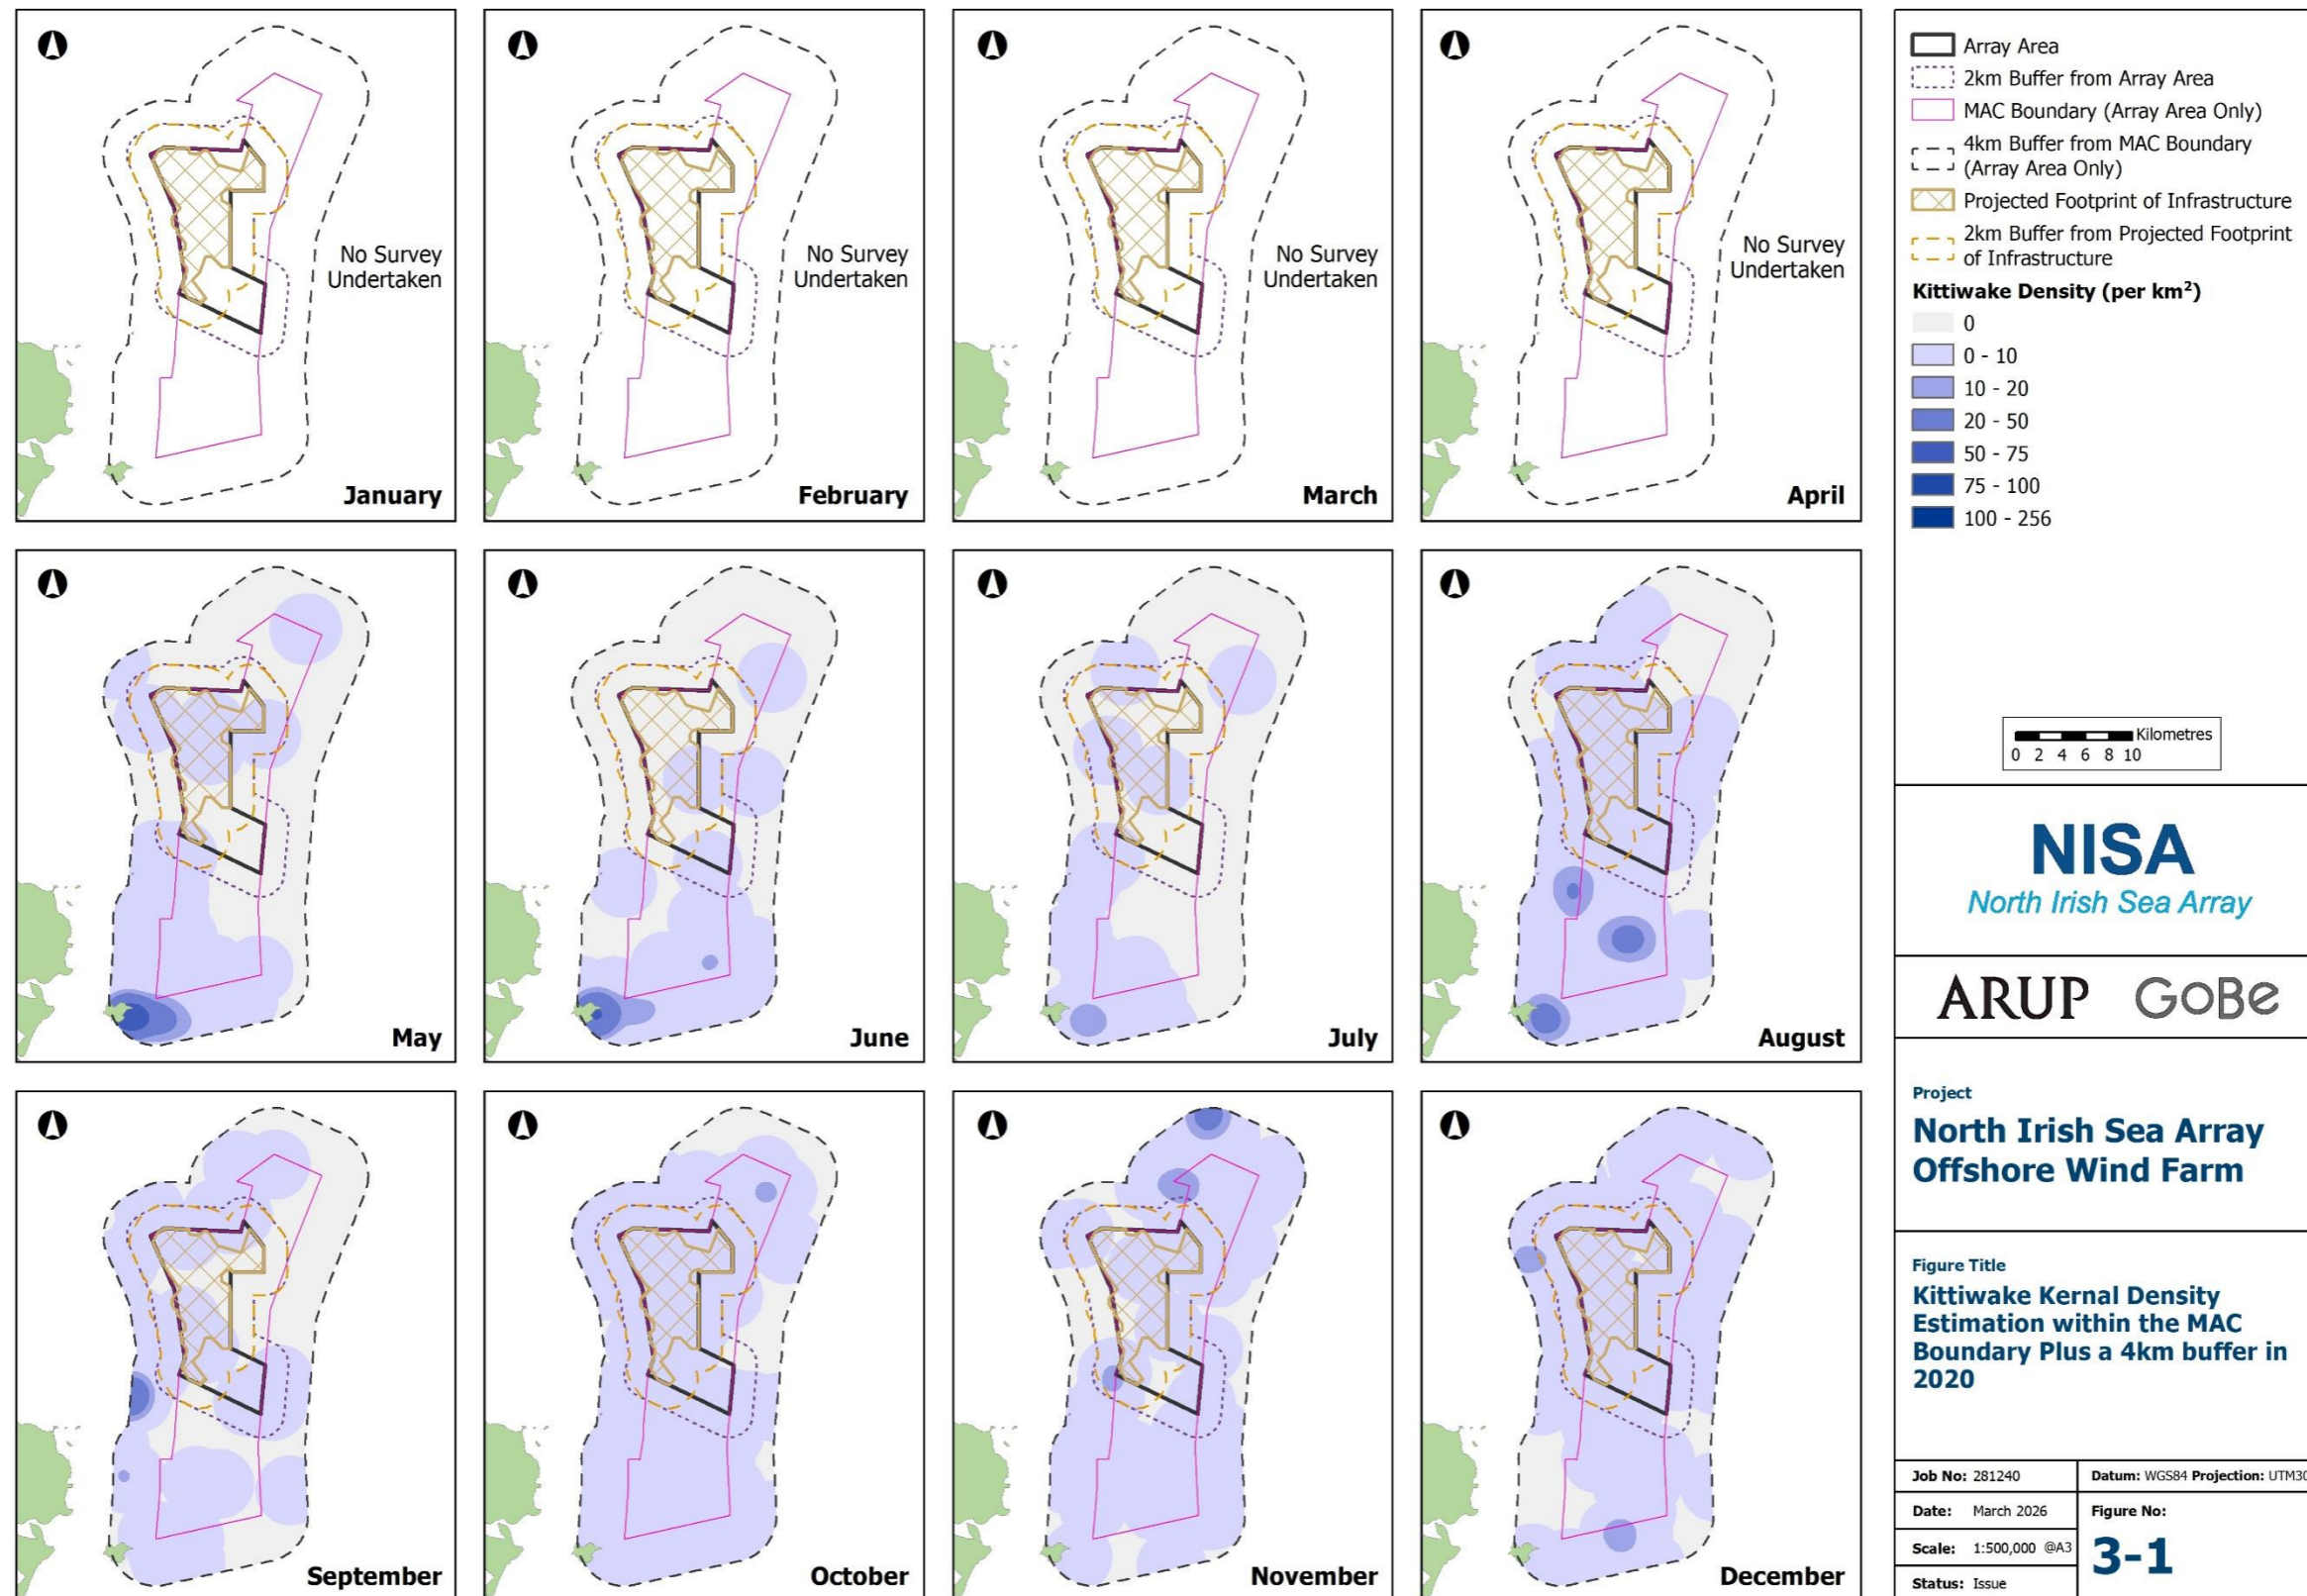 No Survey
Undertaken
January
No Survey
Undertaken
February
No Survey
Undertaken
March
No Survey
Undertaken
April
May
June
July
August
September
October
November
December
Array Area
2km Buffer from Array Area
MAC Boundary (Array Area Only)
4km Buffer from MAC Boundary
(Array Area Only)
Projected Footprint of Infrastructure
2km Buffer from Projected Footprint
of Infrastructure
Kittiwake Density (per km²)
0
0 - 10
10 - 20
20 - 50
50 - 75
75 - 100
100 - 256
Kilometres
0 2 4 6 8 10
NISA
North Irish Sea Array
ARUP GoBe
Project
North Irish Sea Array
Offshore Wind Farm
Figure Title
Kittiwake Kernal Density
Estimation within the MAC
Boundary Plus a 4km buffer in
2020
Job No: 281240 Datum: WGS84 Projection: UTM30
Date: March 2026
Figure No:
Scale: 1:500,000 @A3
3-1
Status: Issue